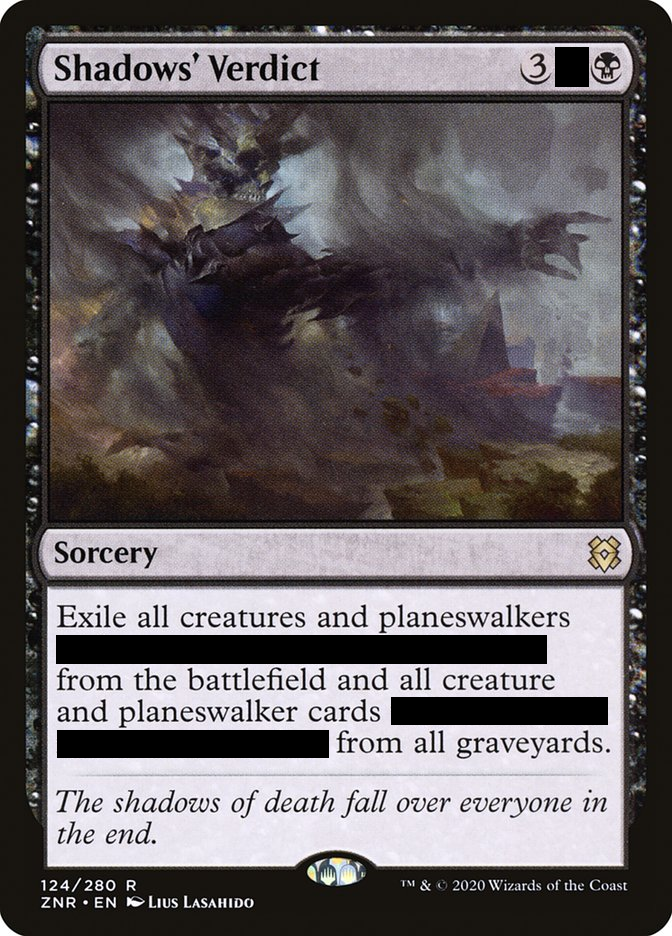 Shadows' Verdict 3
Sorcery
Exile all creatures and planeswalkers
from the battlefield and all creature
and planeswalker cards
from all graveyards.
The shadows of death fall over everyone in
the end.
124/280 R
ZNR • EN Lius Lasahido
™ & © 2020 Wizards of the Coast